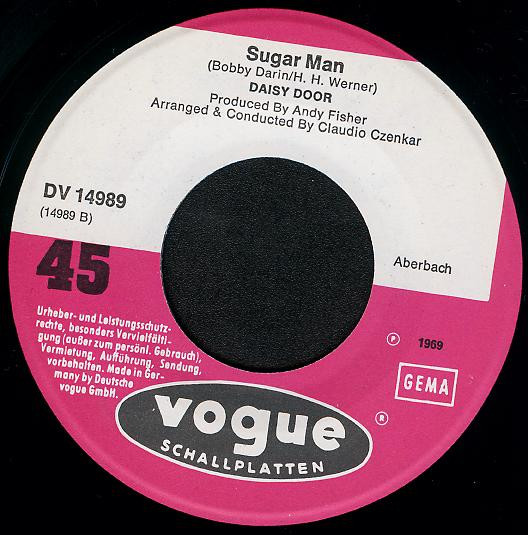 Sugar Man
(Bobby Darin/H. H. Werner)
DAISY DOOR
Produced By Andy Fisher
Arranged & Conducted By Claudio Czenkar
DV 14989
(14989 B)
45
Aberbach
Urheber- und Leistungsschutz-
rechte, besonders Vervielfälti-
gung (außer zum persönl. Gebrauch),
Vermietung, Aufführung, Sendung,
vorbehalten. Made in Ger-
many by Deutsche
vogue GmbH.
℗ 1969
GEMA
®
vogue
SCHALLPLATTEN